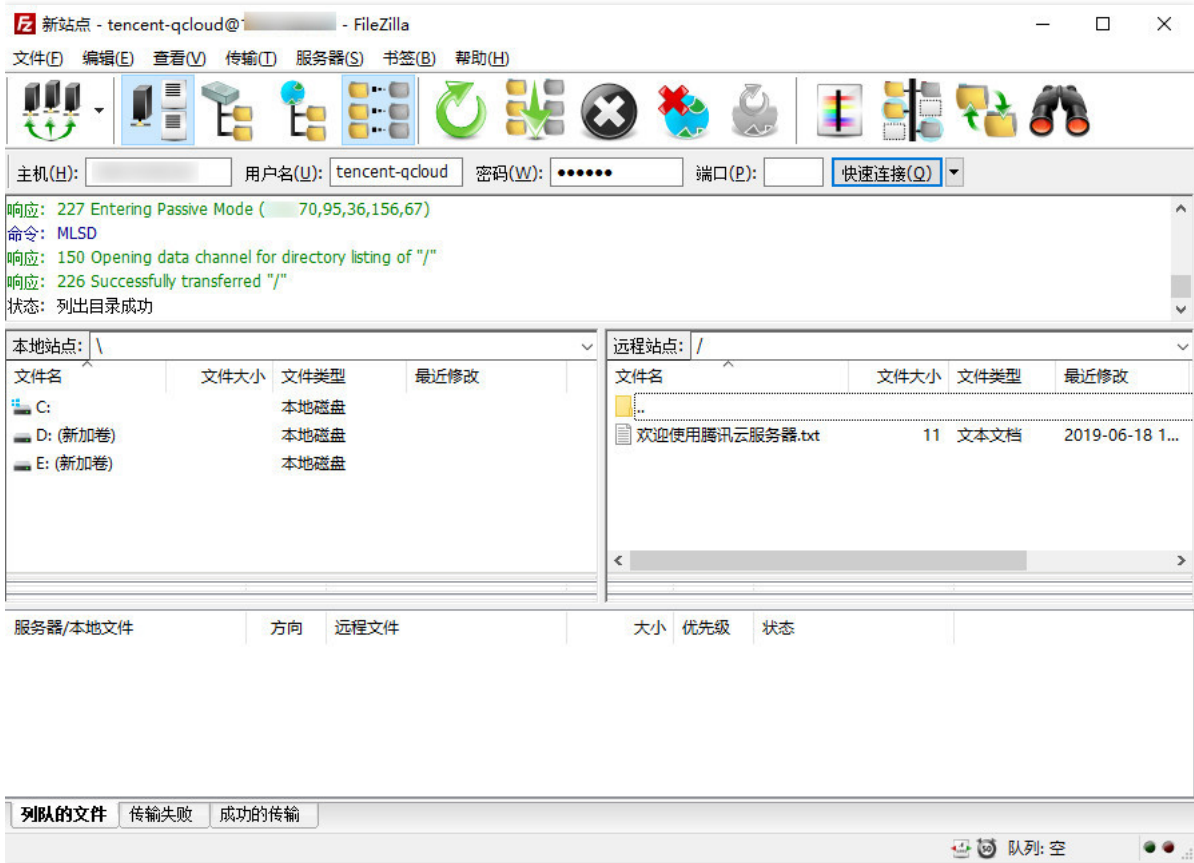 新站点 - tencent-qcloud@ - FileZilla
文件(F) 编辑(E) 查看(V) 传输(T) 服务器(S) 书签(B) 帮助(H)
主机(H): 用户名(U): tencent-qcloud 密码(W): ●●●●●● 端口(P): 快速连接(Q)
响应: 227 Entering Passive Mode ( 70,95,36,156,67)
命令: MLSD
响应: 150 Opening data channel for directory listing of "/"
响应: 226 Successfully transferred "/"
状态: 列出目录成功
本地站点: \
文件名 文件大小 文件类型 最近修改
C: 本地磁盘
D: (新加卷) 本地磁盘
E: (新加卷) 本地磁盘
远程站点: /
文件名 文件大小 文件类型 最近修改
..
欢迎使用腾讯云服务器.txt 11 文本文档 2019-06-18 1...
服务器/本地文件 方向 远程文件 大小 优先级 状态
列队的文件 传输失败 成功的传输
队列: 空